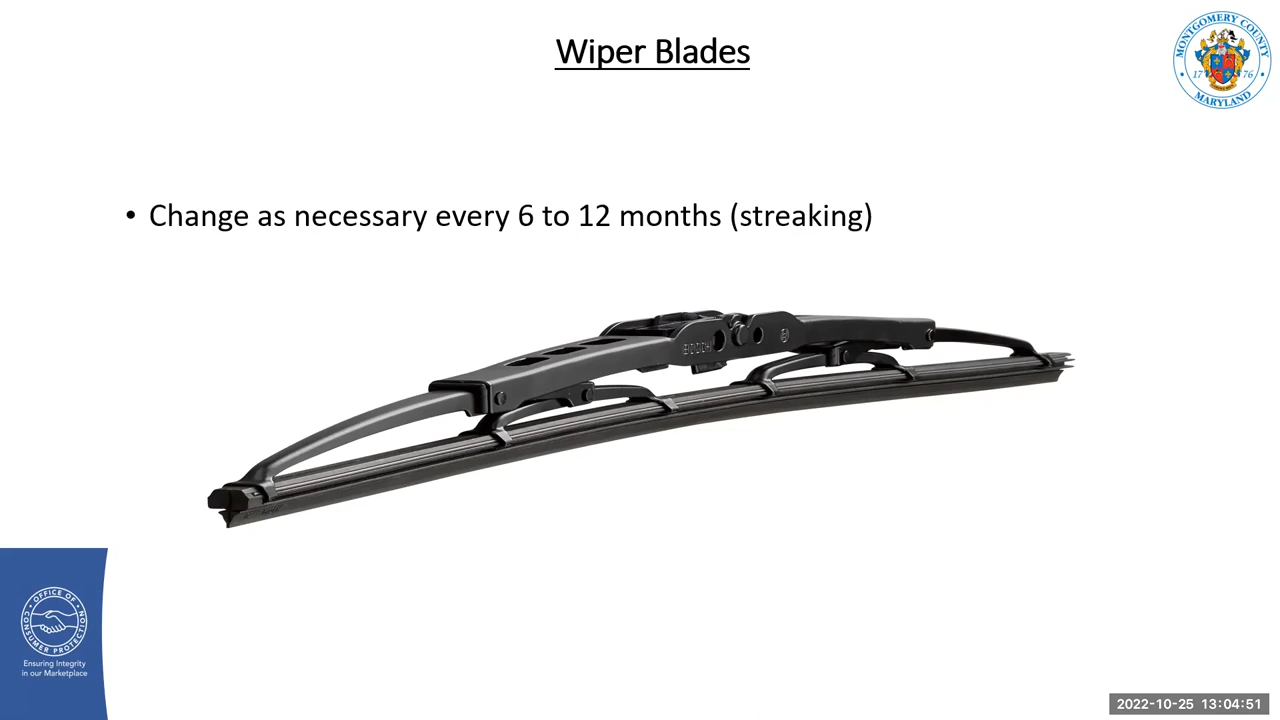 Wiper Blades
MONTGOMERY COUNTY
17 76
MARYLAND
• Change as necessary every 6 to 12 months (streaking)
BOSCH
OFFICE OF
CONSUMER PROTECTION
Ensuring Integrity
in our Marketplace
2022-10-25 13:04:51